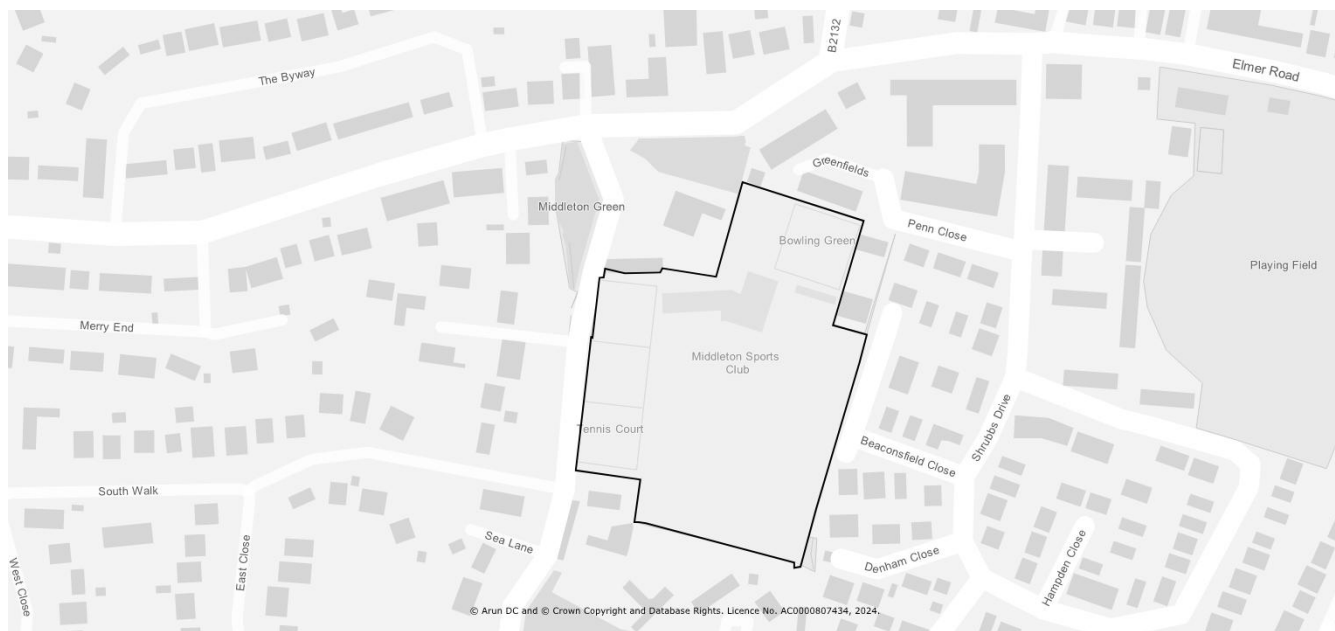 B2132
Elmer Road
The Byway
Greenfields
Middleton Green
Penn Close
Bowling Green
Playing Field
Merry End
Middleton Sports
Club
Tennis Court
Shrubbs Drive
Beaconsfield Close
South Walk
Sea Lane
East Close
West Close
Denham Close
Hampden Close
© Arun DC and © Crown Copyright and Database Rights. Licence No. AC0000807434, 2024.